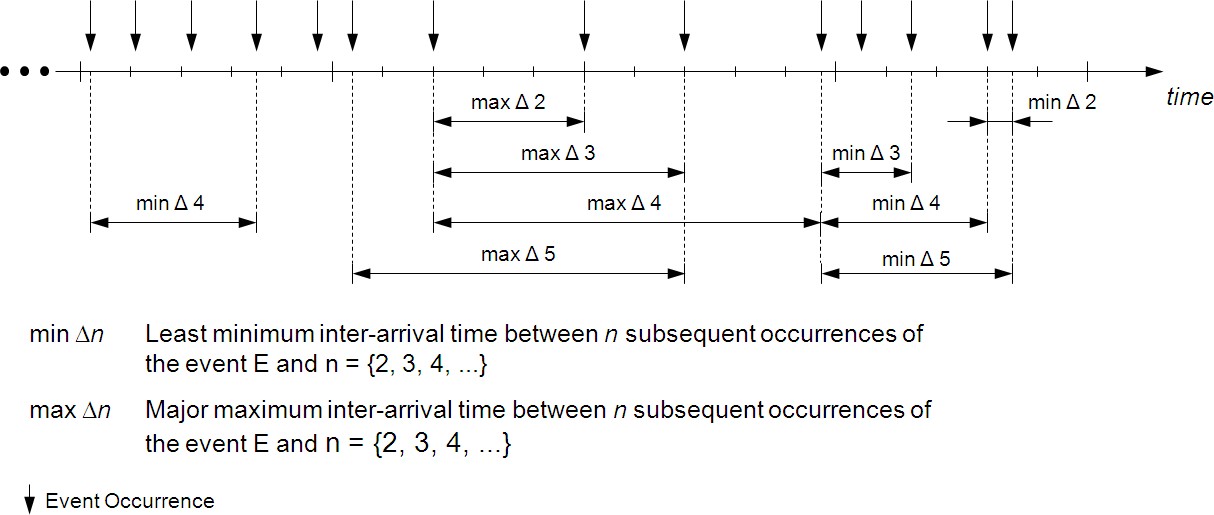 max Δ 2
min Δ 2
time
max Δ 3
min Δ 3
min Δ 4
max Δ 4
min Δ 4
max Δ 5
min Δ 5
min Δn Least minimum inter-arrival time between n subsequent occurrences of
the event E and n = {2, 3, 4, ...}
max Δn Major maximum inter-arrival time between n subsequent occurrences of
the event E and n = {2, 3, 4, ...}
Event Occurrence